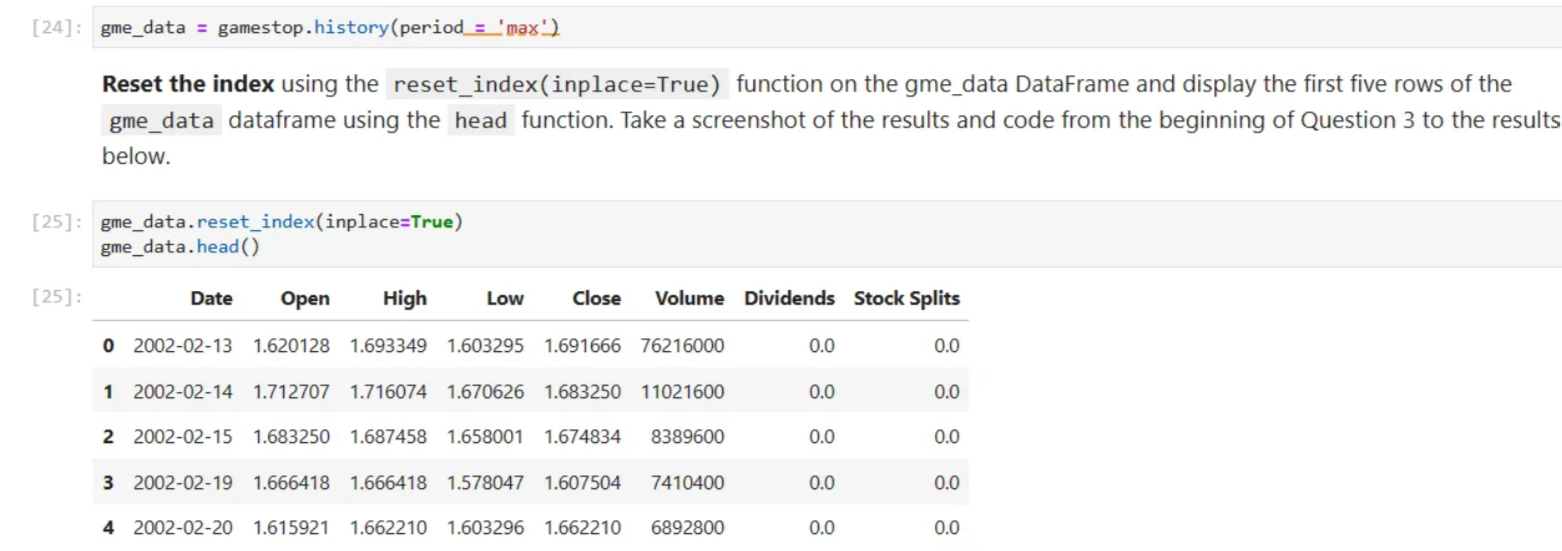 [24]: gme_data = gamestop.history(period = 'max')
Reset the index using the reset_index(inplace=True) function on the gme_data DataFrame and display the first five rows of the
gme_data dataframe using the head function. Take a screenshot of the results and code from the beginning of Question 3 to the results
below.
[25]: gme_data.reset_index(inplace=True)
gme_data.head()
[25]: Date Open High Low Close Volume Dividends Stock Splits
0 2002-02-13 1.620128 1.693349 1.603295 1.691666 76216000 0.0 0.0
1 2002-02-14 1.712707 1.716074 1.670626 1.683250 11021600 0.0 0.0
2 2002-02-15 1.683250 1.687458 1.658001 1.674834 8389600 0.0 0.0
3 2002-02-19 1.666418 1.666418 1.578047 1.607504 7410400 0.0 0.0
4 2002-02-20 1.615921 1.662210 1.603296 1.662210 6892800 0.0 0.0